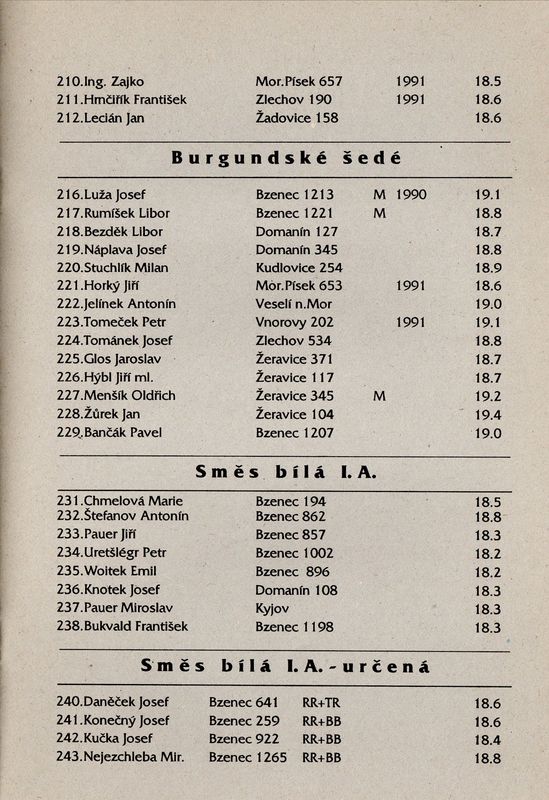 210.Ing. Zajko Mor.Písek 657 1991 18.5
211.Hrnčiřík František Zlechov 190 1991 18.6
212.Lecián Jan Žadovice 158 18.6
Burgundské šedé
216.Luža Josef Bzenec 1213 M 1990 19.1
217.Rumíšek Libor Bzenec 1221 M 18.8
218.Bezděk Libor Domanín 127 18.7
219.Náplava Josef Domanín 345 18.8
220.Stuchlík Milan Kudlovice 254 18.9
221.Horký Jiří Mor.Písek 653 1991 18.6
222.Jelínek Antonín Veselí n.Mor 19.0
223.Tomeček Petr Vnorovy 202 1991 19.1
224.Tománek Josef Zlechov 534 18.8
225.Glos Jaroslav Žeravice 371 18.7
226.Hýbl Jiří ml. Žeravice 117 18.7
227.Menšík Oldřich Žeravice 345 M 19.2
228.Žůrek Jan Žeravice 104 19.4
229.Bančák Pavel Bzenec 1207 19.0
Směs bílá I.A.
231.Chmelová Marie Bzenec 194 18.5
232.Štefanov Antonín Bzenec 862 18.8
233.Pauer Jiří Bzenec 857 18.3
234.Uretšlégr Petr Bzenec 1002 18.2
235.Woitek Emil Bzenec 896 18.2
236.Knotek Josef Domanín 108 18.3
237.Pauer Miroslav Kyjov 18.3
238.Bukvald František Bzenec 1198 18.3
Směs bílá I.A.-určená
240.Daněček Josef Bzenec 641 RR+TR 18.6
241.Konečný Josef Bzenec 259 RR+BB 18.6
242.Kučka Josef Bzenec 922 RR+BB 18.4
243.Nejezchleba Mir. Bzenec 1265 RR+BB 18.8